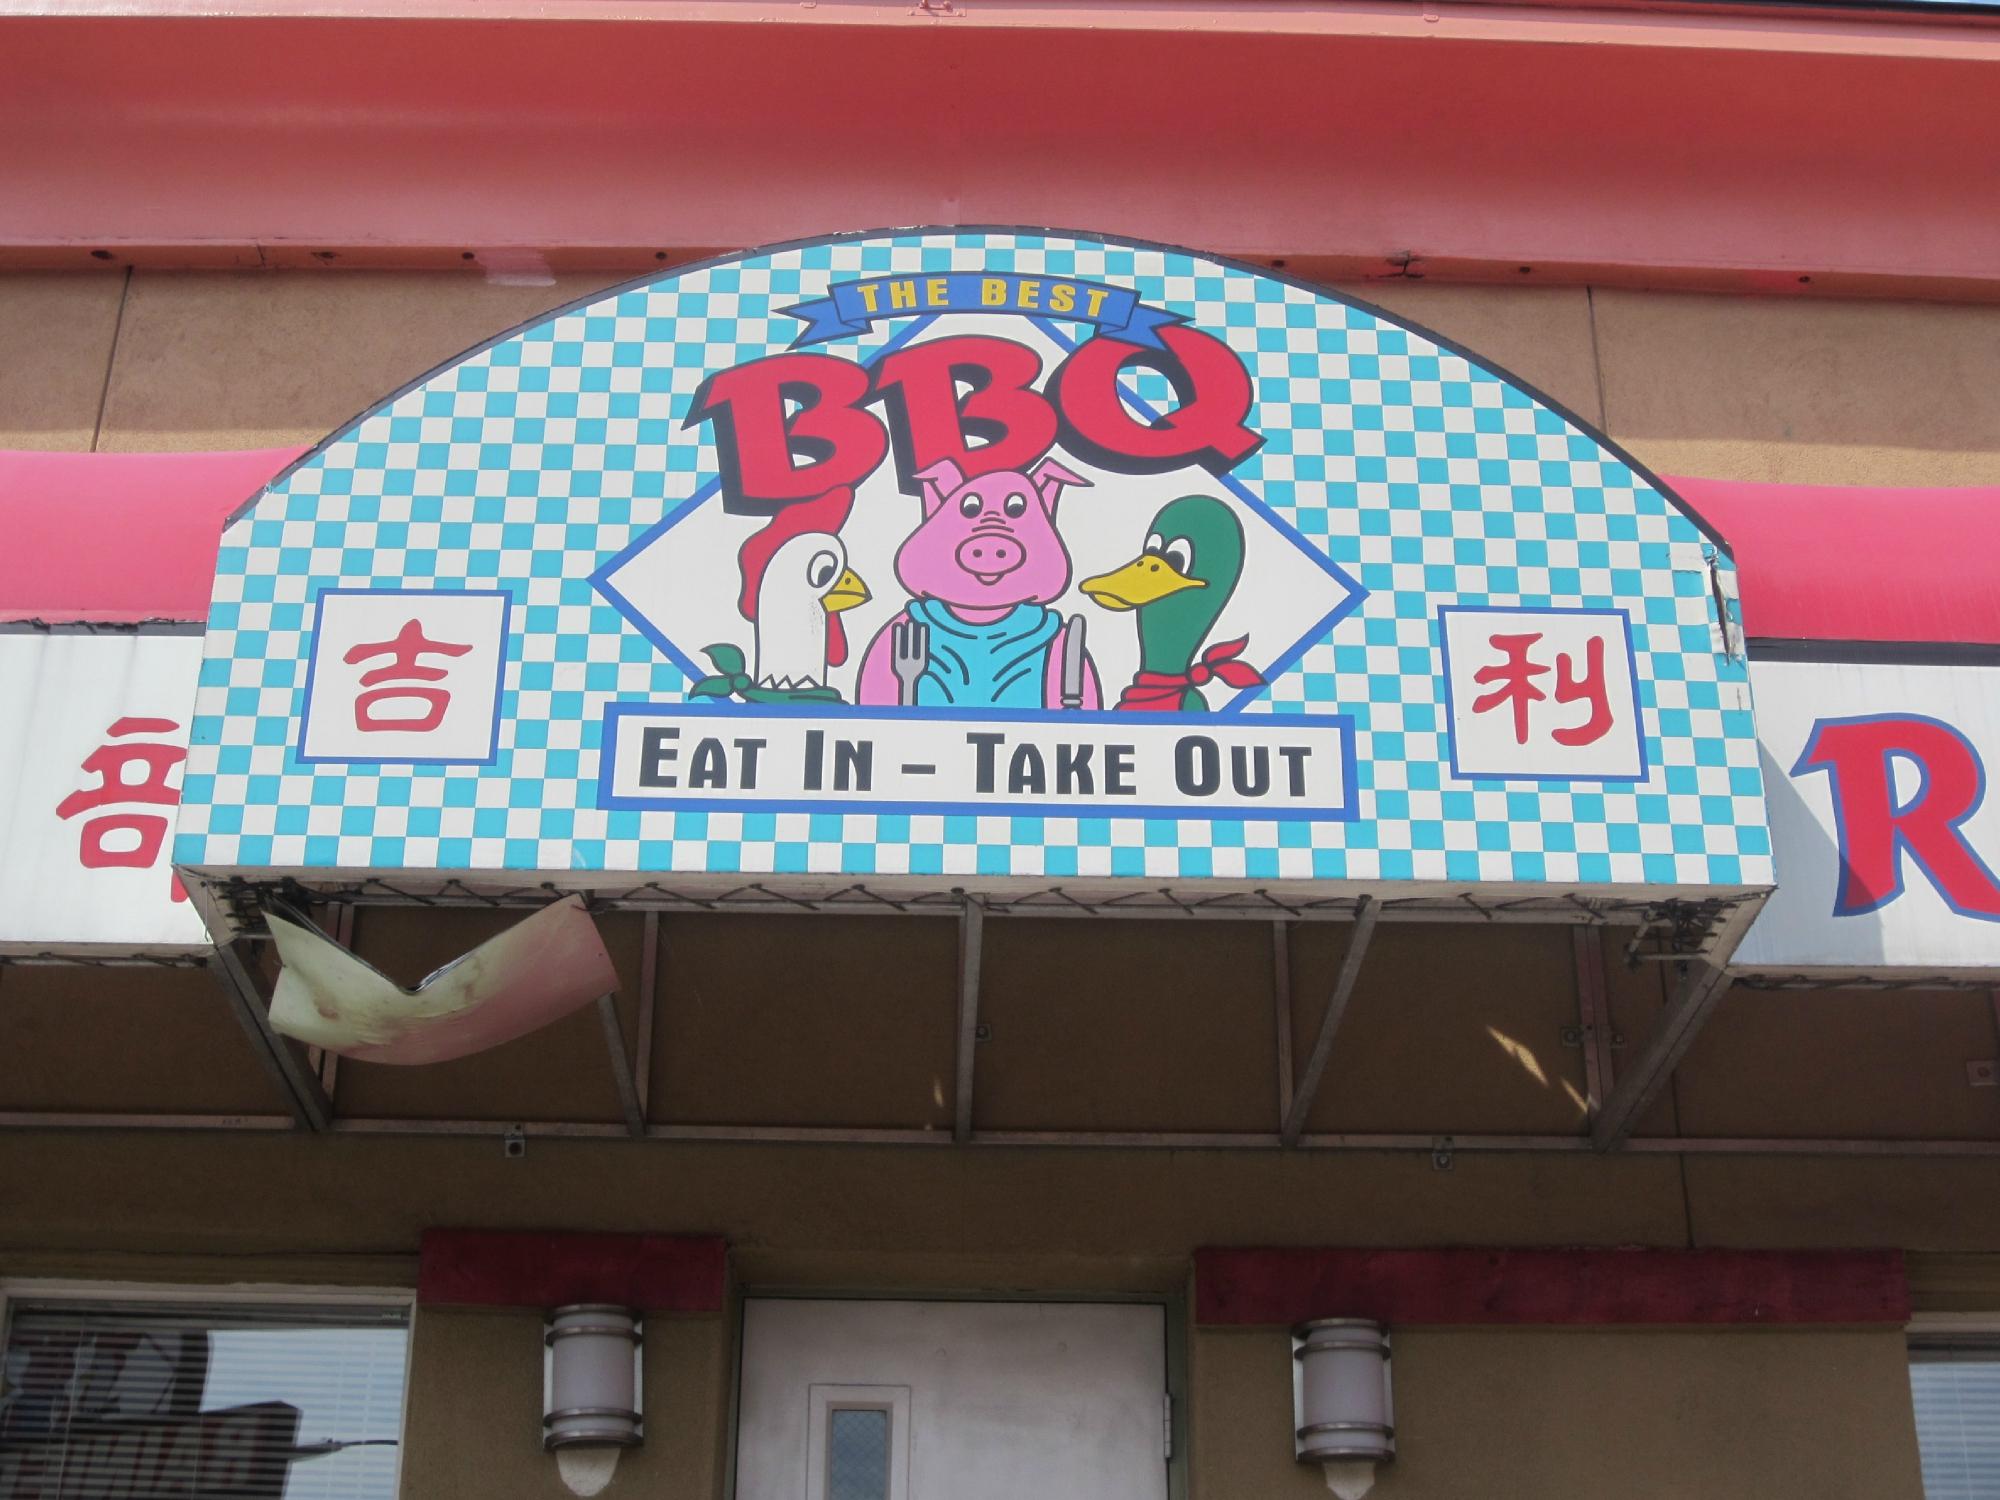 THE BEST
BBQ
吉 利
EAT IN – TAKE OUT
R